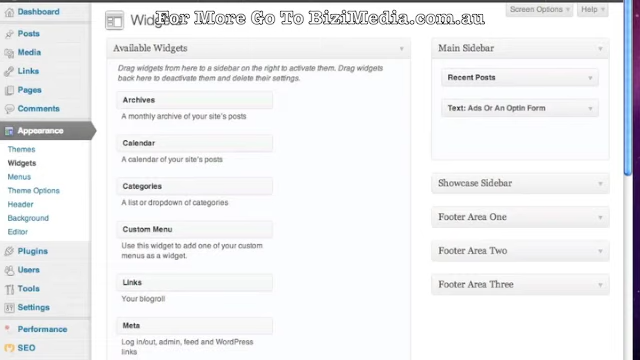 For More Go To BiziMedia.com.au
Widgets
Screen Options
Help
Dashboard
Posts
Media
Links
Pages
Comments
Appearance
Themes
Widgets
Menus
Theme Options
Header
Background
Editor
Plugins
Users
Tools
Settings
Performance
SEO
Available Widgets
Drag widgets from here to a sidebar on the right to activate them. Drag widgets
back here to deactivate them and delete their settings.
Archives
A monthly archive of your site's posts
Calendar
A calendar of your site's posts
Categories
A list or dropdown of categories
Custom Menu
Use this widget to add one of your custom
menus as a widget.
Links
Your blogroll
Meta
Log in/out, admin, feed and WordPress
links
Main Sidebar
Recent Posts
Text: Ads Or An Optin Form
Showcase Sidebar
Footer Area One
Footer Area Two
Footer Area Three